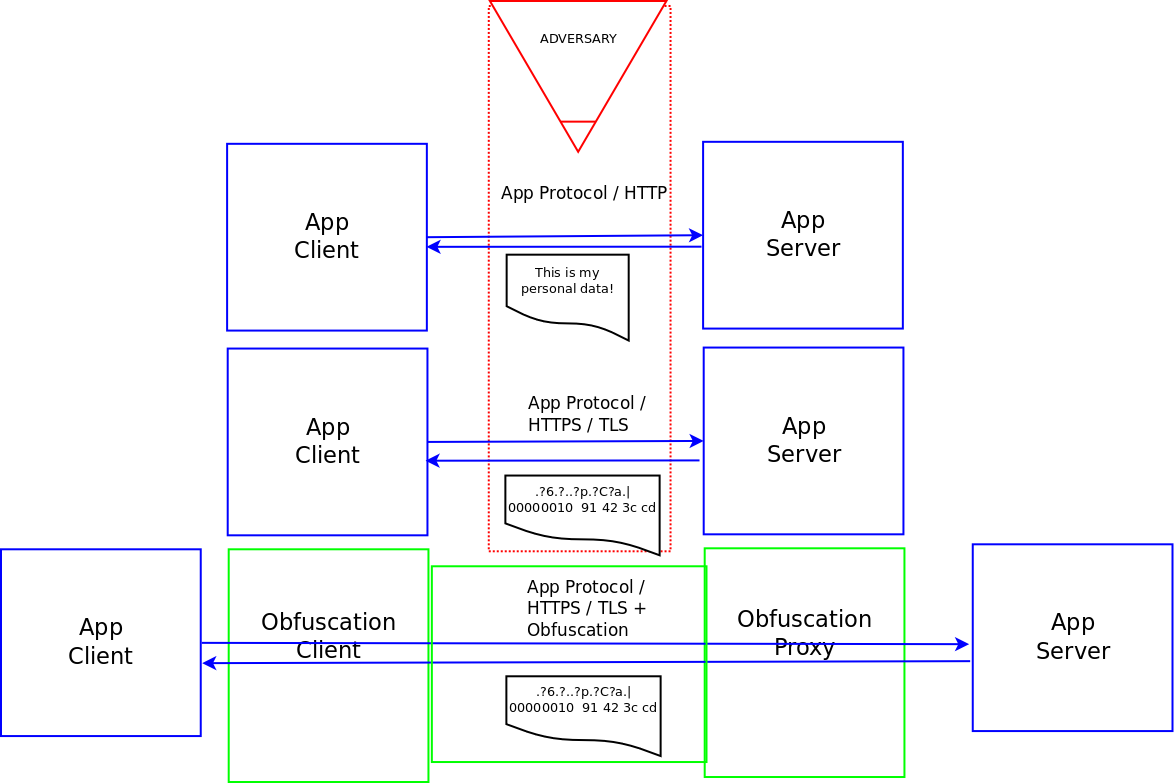 ADVERSARY
App Protocol / HTTP
App
Client
App
Server
This is my
personal data!
App Protocol /
HTTPS / TLS
App
Client
App
Server
.?6.?..?p.?C?a.|
00000010  91 42 3c cd
App Protocol /
HTTPS / TLS +
Obfuscation
App
Client
Obfuscation
Client
Obfuscation
Proxy
App
Server
.?6.?..?p.?C?a.|
00000010  91 42 3c cd